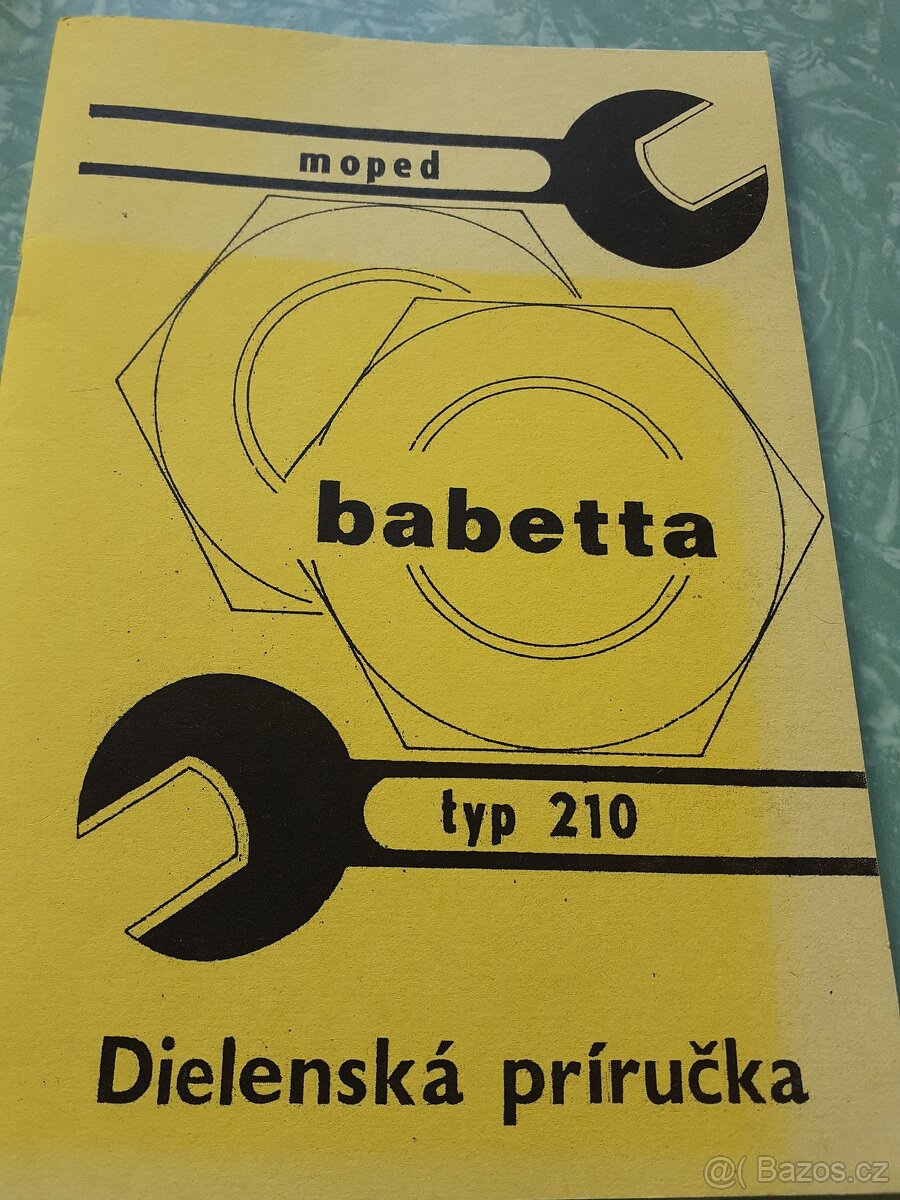 moped
babetta
typ 210
Dielenská príručka
@( Bazos.cz